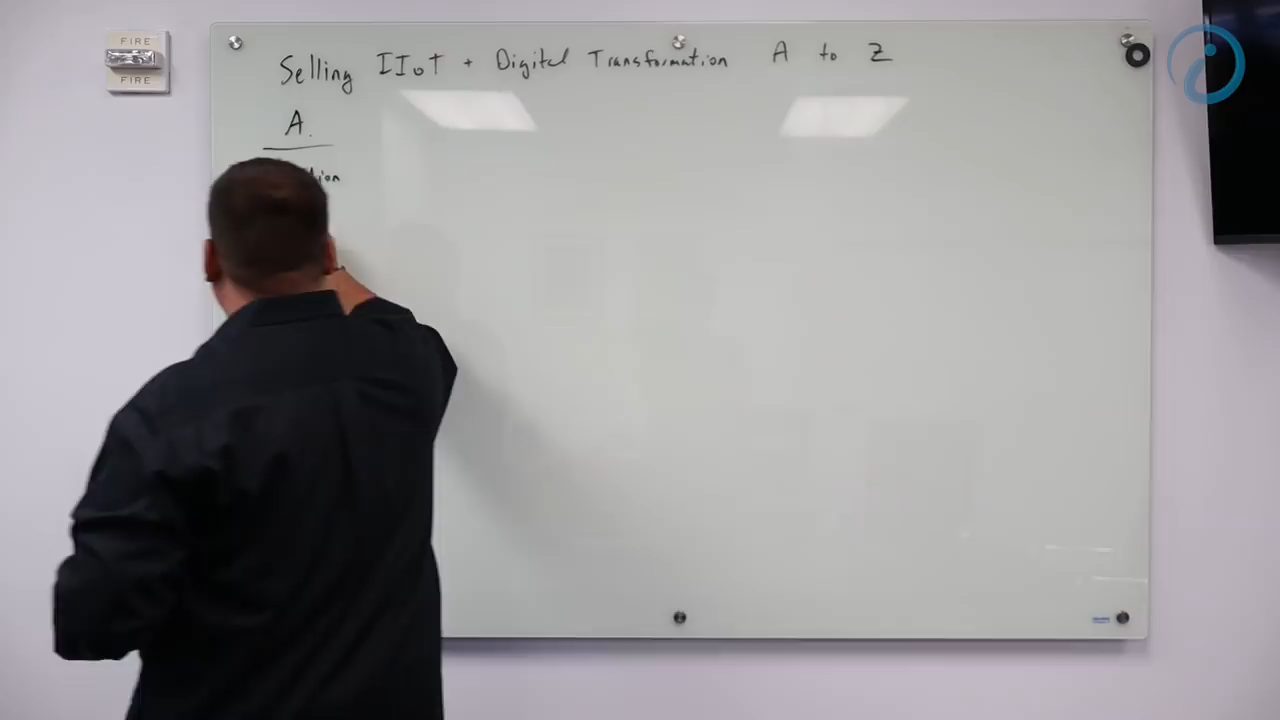 FIRE
FIRE
Selling IIoT + Digital Transformation A to Z
A.